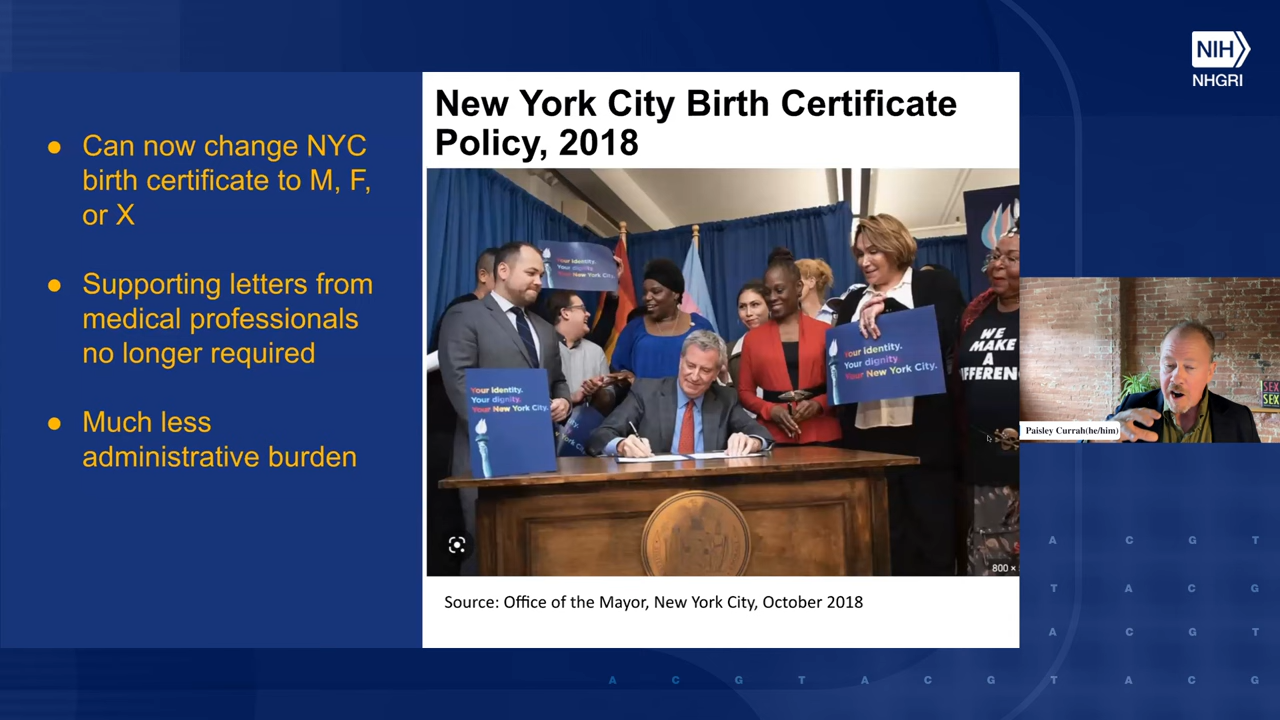 NIH
NHGRI
New York City Birth Certificate
Policy, 2018
● Can now change NYC
birth certificate to M, F,
or X
● Supporting letters from
medical professionals
no longer required
● Much less
administrative burden
Your identity.
Your dignity.
Your New York City.
Your identity.
Your dignity
Your New York City.
Your identity.
Your dignity.
Your New York City.
WE
MAKE
A
800 ×
Source: Office of the Mayor, New York City, October 2018
Paisley Currah(he/him)
SEX
SEX
A C G T
T A C G
A C G T
A C G T A C G T A C G